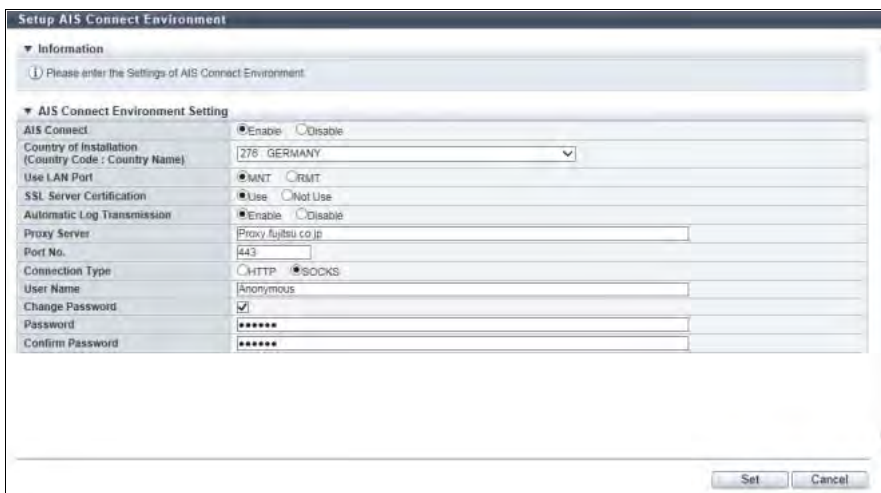 Setup AIS Connect Environment
▼ Information
Please enter the Settings of AIS Connect Environment.
▼ AIS Connect Environment Setting
AIS Connect Enable Disable
Country of Installation
(Country Code : Country Name) 276 : GERMANY
Use LAN Port MNT RMT
SSL Server Certification Use Not Use
Automatic Log Transmission Enable Disable
Proxy Server Proxy.fujitsu.co.jp
Port No. 443
Connection Type HTTP SOCKS
User Name Anonymous
Change Password
Password ••••••
Confirm Password ••••••
Set Cancel